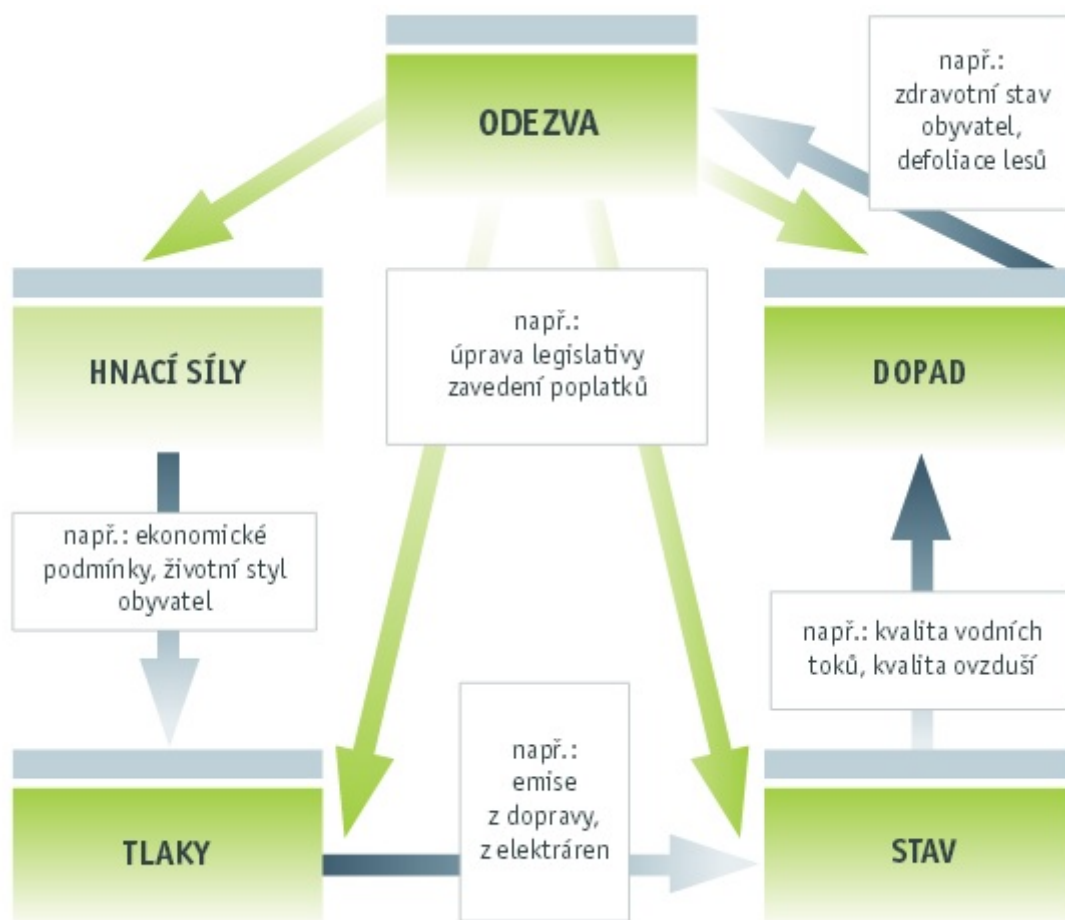 ODEZVA
např.:
zdravotní stav
obyvatel,
defoliace lesů
HNACÍ SÍLY
např.:
úprava legislativy
zavedení poplatků
DOPAD
např.: ekonomické
podmínky, životní styl
obyvatel
např.: kvalita vodních
toků, kvalita ovzduší
TLAKY
např.:
emise
z dopravy,
z elektráren
STAV